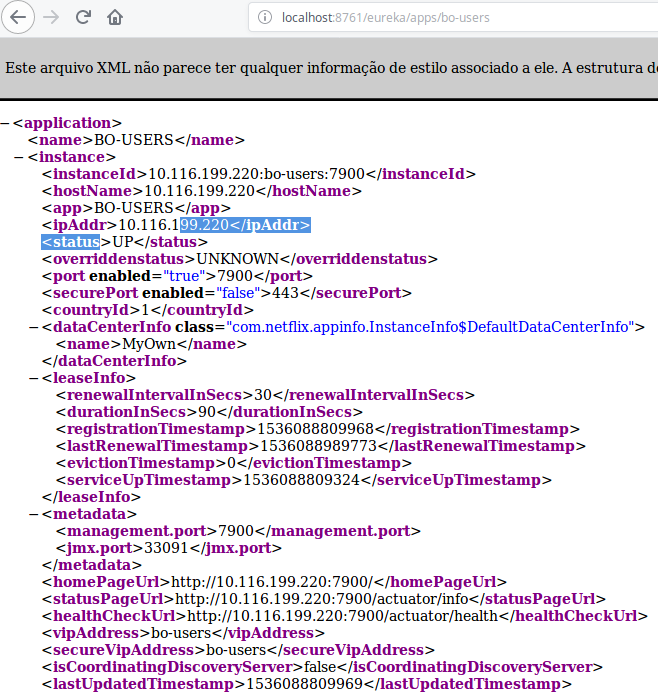 localhost:8761/eureka/apps/bo-users
Este arquivo XML não parece ter qualquer informação de estilo associado a ele. A estrutura d
−<application>
<name>BO-USERS</name>
−<instance>
<instanceId>10.116.199.220:bo-users:7900</instanceId>
<hostName>10.116.199.220</hostName>
<app>BO-USERS</app>
<ipAddr>10.116.199.220</ipAddr>
<status>UP</status>
<overriddenstatus>UNKNOWN</overriddenstatus>
<port enabled="true">7900</port>
<securePort enabled="false">443</securePort>
<countryId>1</countryId>
−<dataCenterInfo class="com.netflix.appinfo.InstanceInfo$DefaultDataCenterInfo">
<name>MyOwn</name>
</dataCenterInfo>
−<leaseInfo>
<renewalIntervalInSecs>30</renewalIntervalInSecs>
<durationInSecs>90</durationInSecs>
<registrationTimestamp>1536088809968</registrationTimestamp>
<lastRenewalTimestamp>1536088989773</lastRenewalTimestamp>
<evictionTimestamp>0</evictionTimestamp>
<serviceUpTimestamp>1536088809324</serviceUpTimestamp>
</leaseInfo>
−<metadata>
<management.port>7900</management.port>
<jmx.port>33091</jmx.port>
</metadata>
<homePageUrl>http://10.116.199.220:7900/</homePageUrl>
<statusPageUrl>http://10.116.199.220:7900/actuator/info</statusPageUrl>
<healthCheckUrl>http://10.116.199.220:7900/actuator/health</healthCheckUrl>
<vipAddress>bo-users</vipAddress>
<secureVipAddress>bo-users</secureVipAddress>
<isCoordinatingDiscoveryServer>false</isCoordinatingDiscoveryServer>
<lastUpdatedTimestamp>1536088809969</lastUpdatedTimestamp>